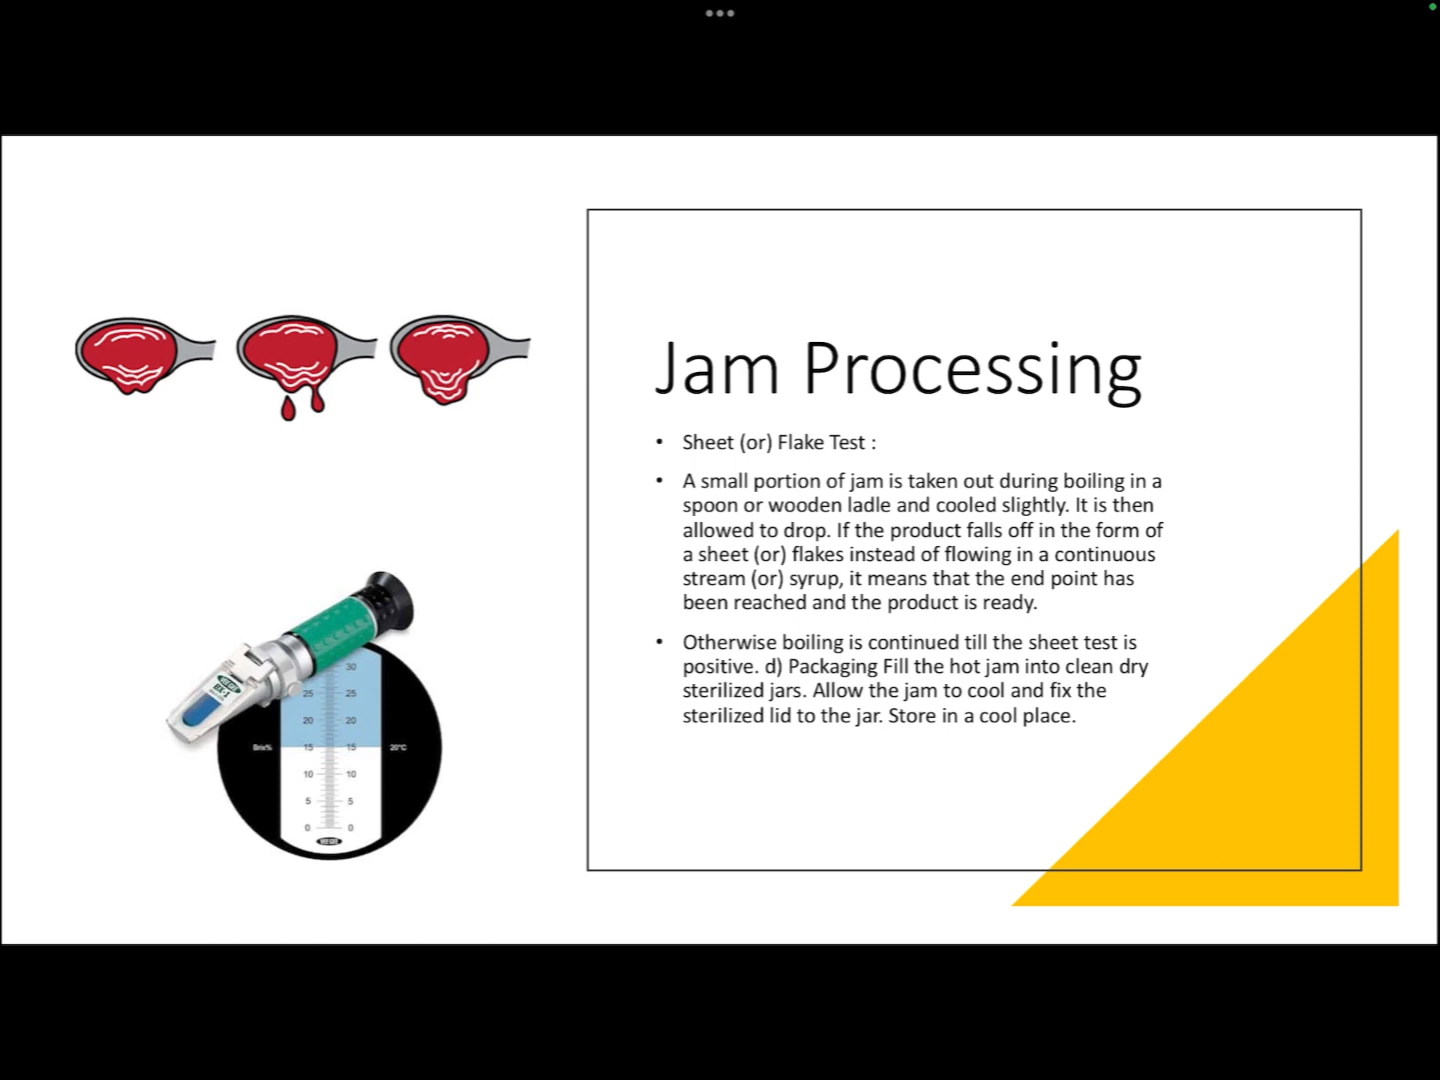 Jam Processing
• Sheet (or) Flake Test :
• A small portion of jam is taken out during boiling in a
spoon or wooden ladle and cooled slightly. It is then
allowed to drop. If the product falls off in the form of
a sheet (or) flakes instead of flowing in a continuous
stream (or) syrup, it means that the end point has
been reached and the product is ready.
• Otherwise boiling is continued till the sheet test is
positive. d) Packaging Fill the hot jam into clean dry
sterilized jars. Allow the jam to cool and fix the
sterilized lid to the jar. Store in a cool place.
30
25 25
20 20
Brix% 15 15 20°C
10 10
5 5
0 0